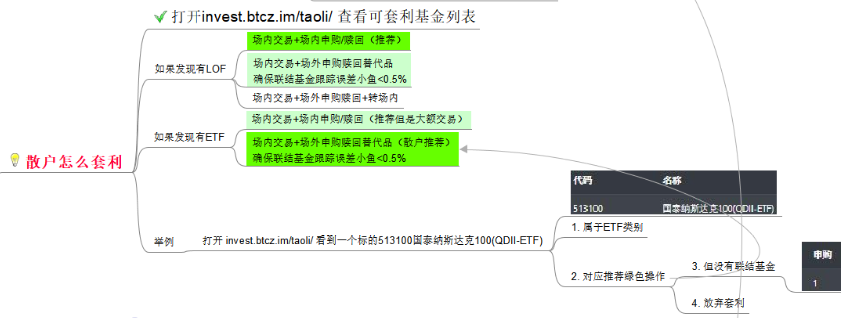 打开invest.btcz.im/taoli/ 查看可套利基金列表
场内交易+场内申购/赎回（推荐）
如果发现有LOF
场内交易+场外申购赎回替代品
确保联结基金跟踪误差小鱼<0.5%
场内交易+场外申购赎回+转场内
场内交易+场内申购/赎回（推荐但是大额交易）
如果发现有ETF
场内交易+场外申购赎回替代品（散户推荐）
确保联结基金跟踪误差小鱼<0.5%
散户怎么套利
代码 名称
513100 国泰纳斯达克100(QDII-ETF)
1. 属于ETF类别
举例
打开 invest.btcz.im/taoli/ 看到一个标的513100国泰纳斯达克100(QDII-ETF)
申购
3. 但没有联结基金
2. 对应推荐绿色操作
1
4. 放弃套利